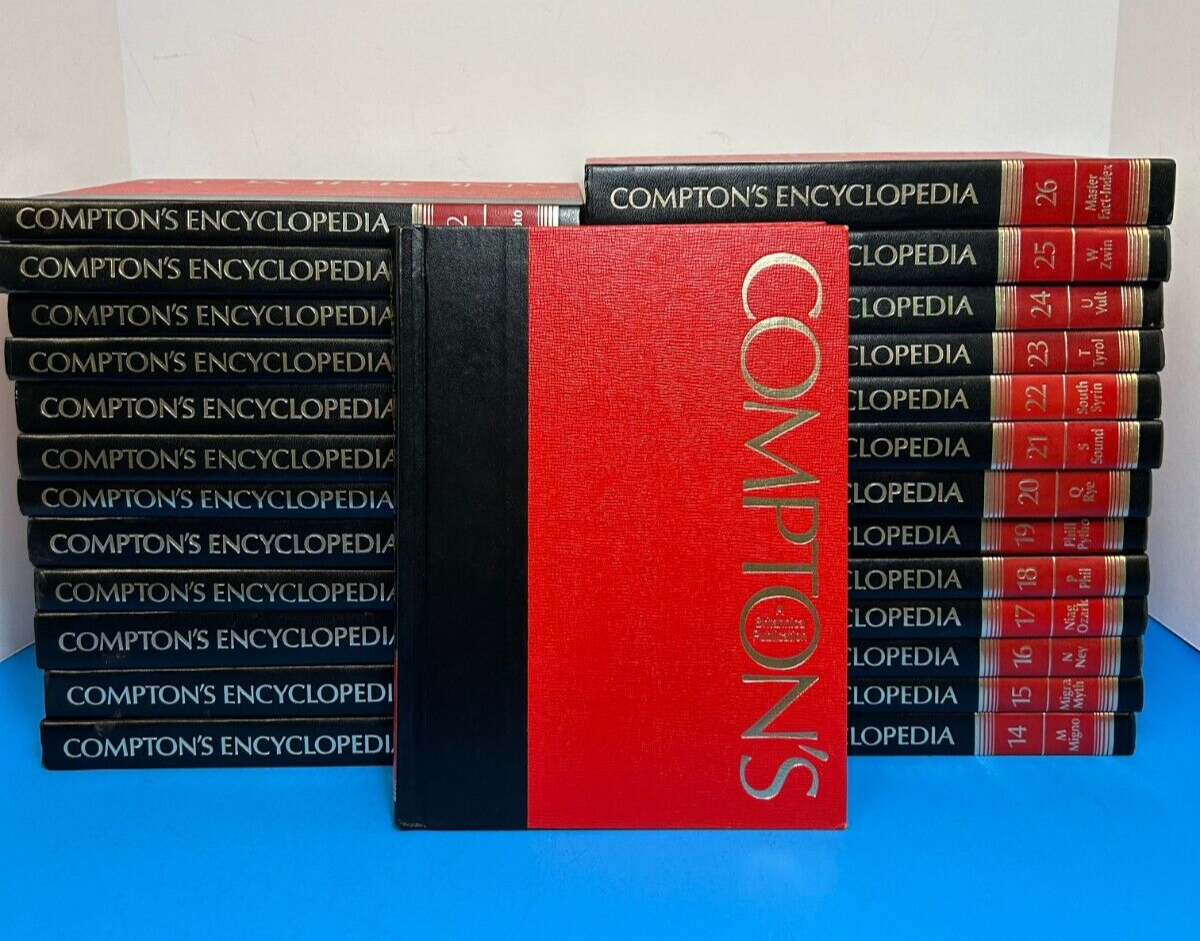 COMPTON'S ENCYCLOPEDIA
COMPTON'S ENCYCLOPEDIA
COMPTON'S ENCYCLOPEDIA
COMPTON'S ENCYCLOPEDIA
COMPTON'S ENCYCLOPEDIA
COMPTON'S ENCYCLOPEDIA
COMPTON'S ENCYCLOPEDIA
COMPTON'S ENCYCLOPEDIA
COMPTON'S ENCYCLOPEDIA
COMPTON'S ENCYCLOPEDIA
COMPTON'S ENCYCLOPEDI
COMPTON'S ENCYCLOPEDI
COMPTON'S
A
Britannica
Publication
COMPTON'S ENCYCLOPEDIA 26 Master
Fact-Index
CLOPEDIA 25 W
Zwin
CLOPEDIA 24 U
Vult
CLOPEDIA 23 T
Tyrol
CLOPEDIA 22 South
Syrin
CLOPEDIA 21 S
Sound
CLOPEDIA 20 Q
Rye
CLOPEDIA 19 Phill
Pytho
CLOPEDIA 18 P
Phil
CLOPEDIA 17 Niag
Ozark
CLOPEDIA 16 N
Ney
CLOPEDIA 15 Migra
Myth
CLOPEDIA 14 M
Migno